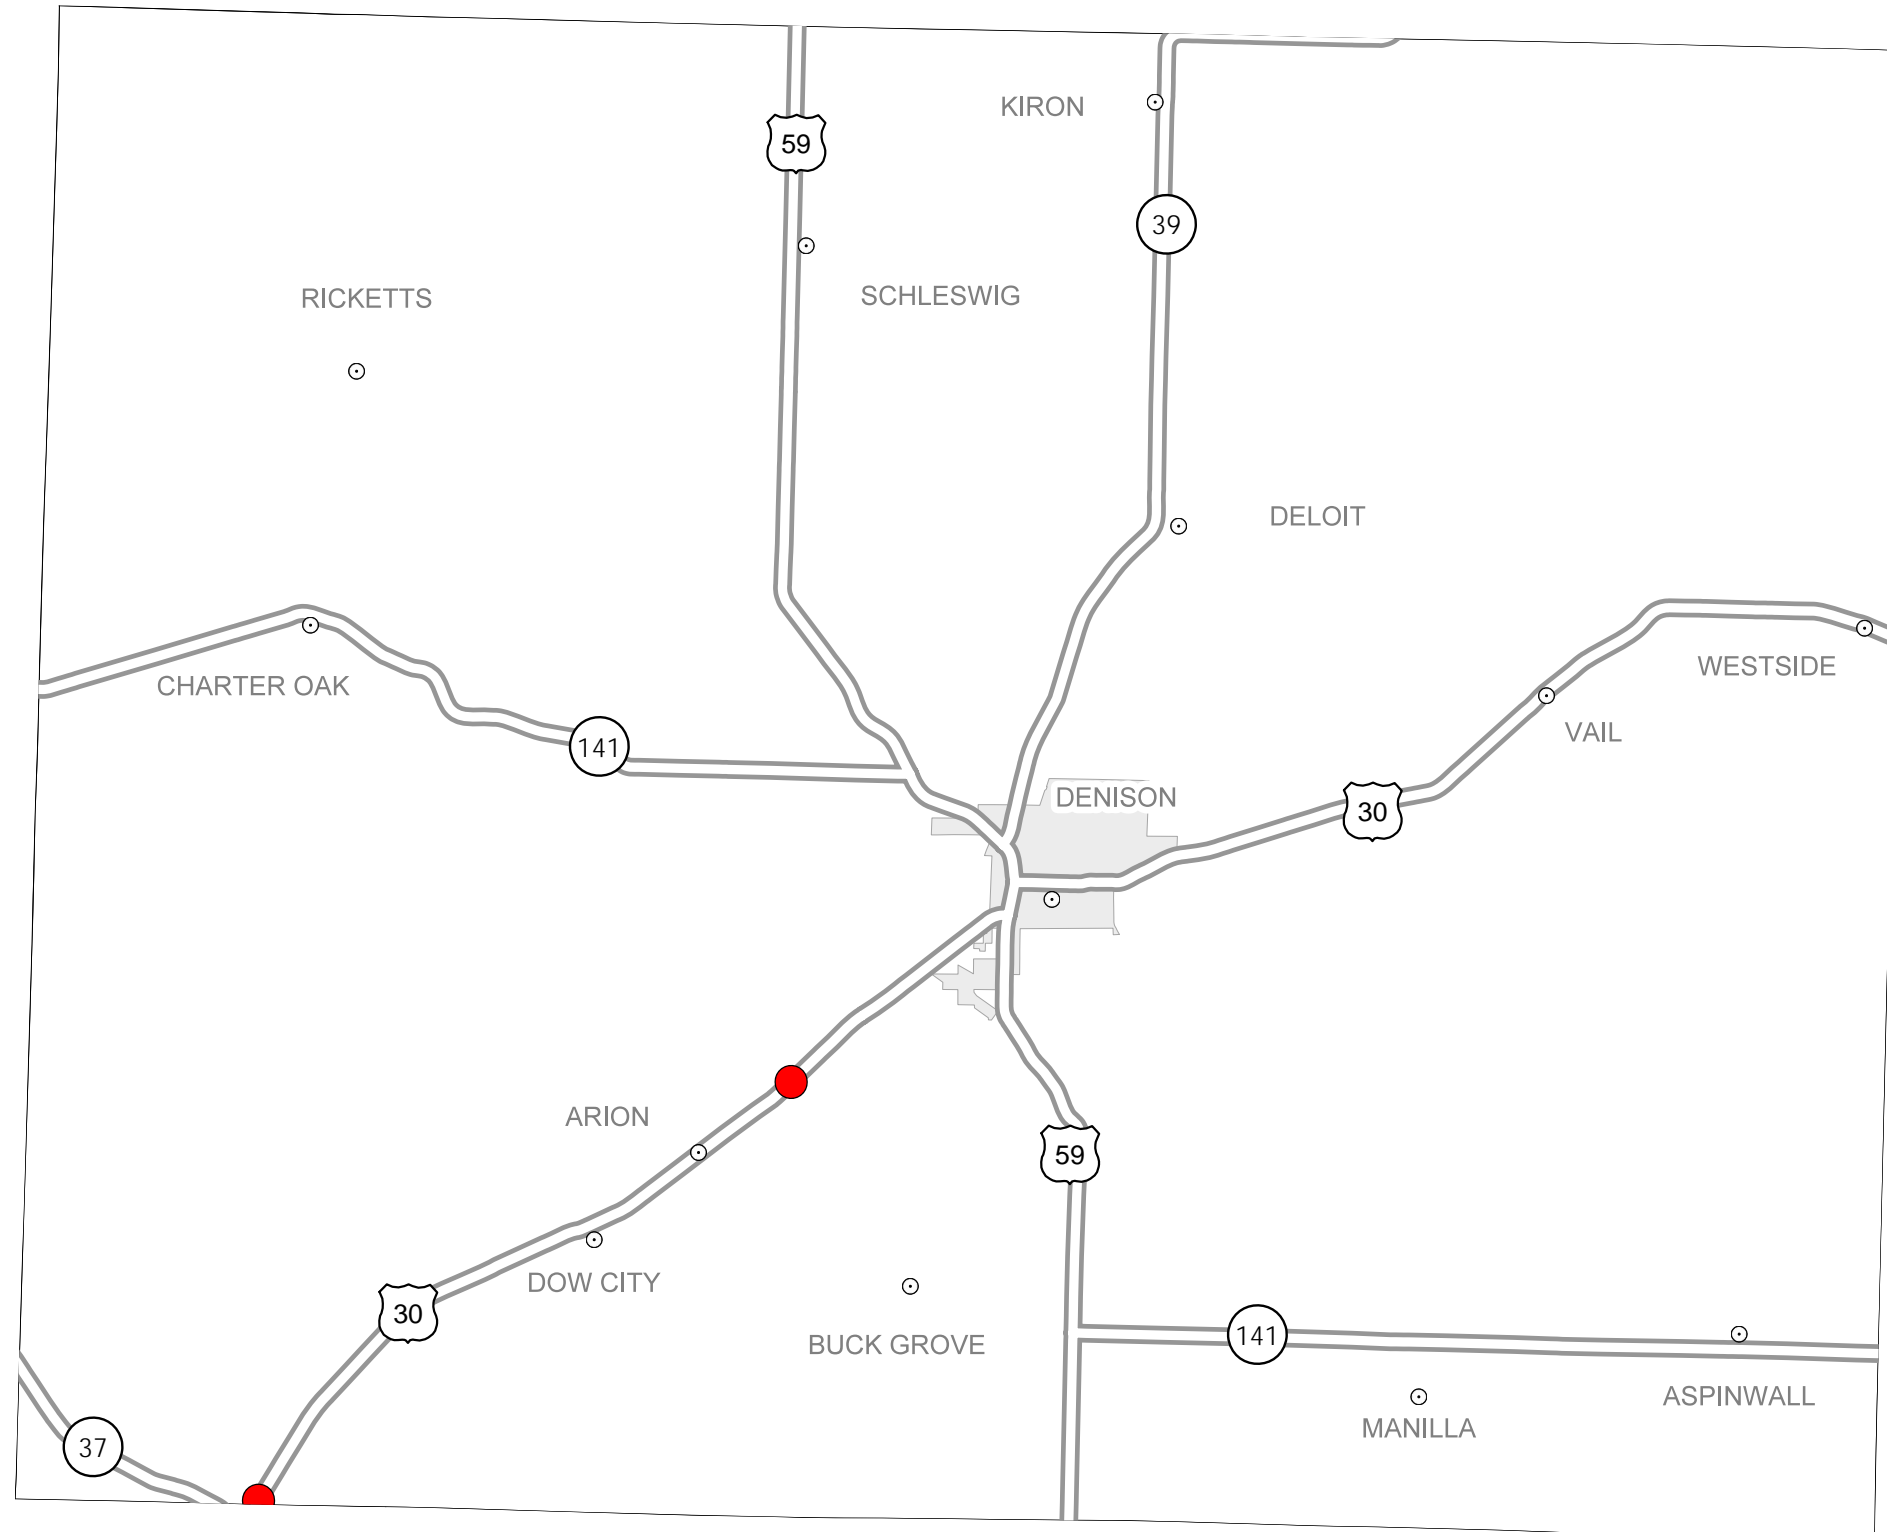 KIRON
59
39
SCHLESWIG
RICKETTS
DELOIT
WESTSIDE
CHARTER OAK
VAIL
141
DENISON
30
ARION
59
DOW CITY
30
141
BUCK GROVE
ASPINWALL
MANILLA
37